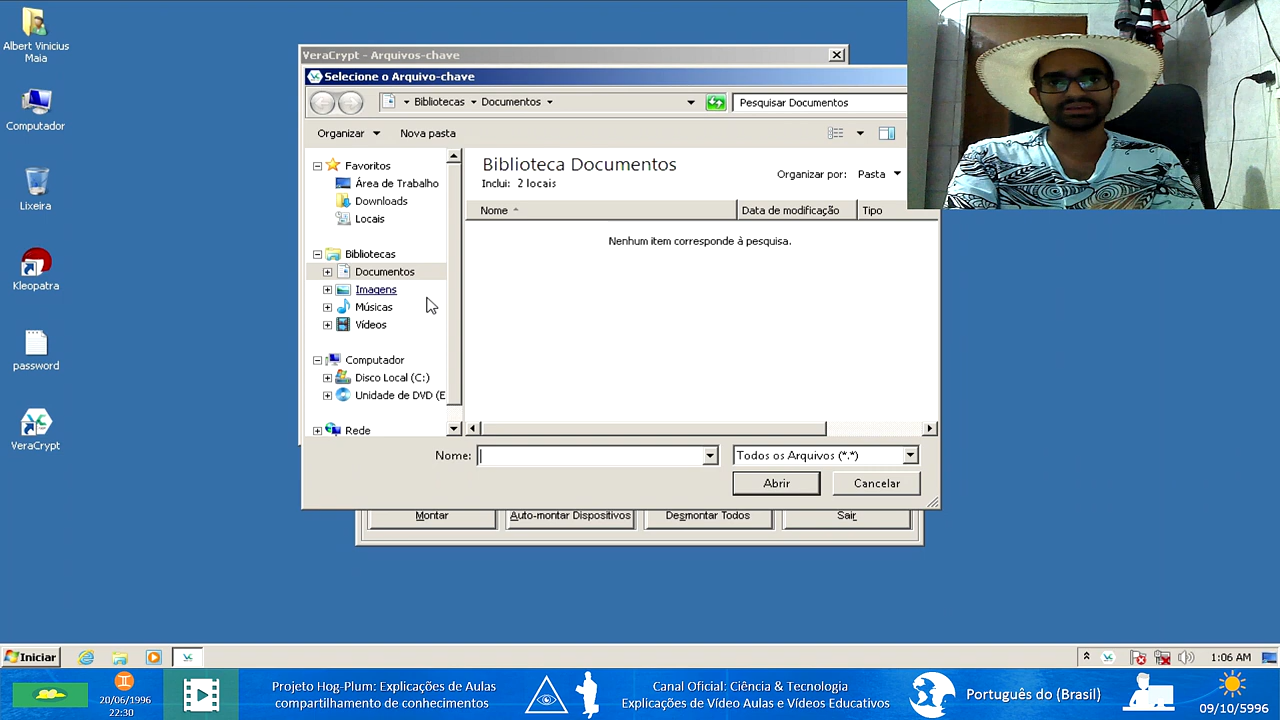 Albert Vinicius
Maia
Computador
Lixeira
Kleopatra
password
VeraCrypt
VeraCrypt - Arquivos-chave
Selecione o Arquivo-chave
Bibliotecas
Documentos
Pesquisar Documentos
Organizar
Nova pasta
Favoritos
Área de Trabalho
Downloads
Locais
Bibliotecas
Documentos
Imagens
Músicas
Vídeos
Computador
Disco Local (C:)
Unidade de DVD (E
Rede
Biblioteca Documentos
Inclui: 2 locais
Organizar por: Pasta
Nome
Data de modificação
Tipo
Nenhum item corresponde à pesquisa.
Nome:
Todos os Arquivos (*.*)
Abrir
Cancelar
Montar
Auto-montar Dispositivos
Desmontar Todos
Sair
Iniciar
1:06 AM
20/06/1996
22:30
Projeto Hog-Plum: Explicações de Aulas
compartilhamento de conhecimentos
Canal Oficial: Ciência & Tecnologia
Explicações de Vídeo Aulas e Vídeos Educativos
Português do (Brasil)
09/10/5996